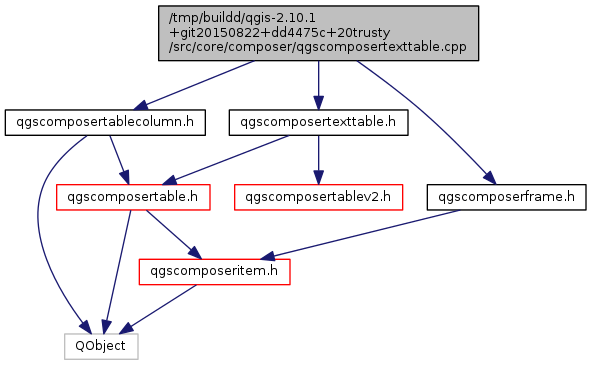 /tmp/buildd/qgis-2.10.1
+git20150822+dd4475c+20trusty
/src/core/composer/qgscomposertexttable.cpp
qgscomposertablecolumn.h
qgscomposertexttable.h
qgscomposertable.h
qgscomposertablev2.h
qgscomposerframe.h
qgscomposeritem.h
QObject